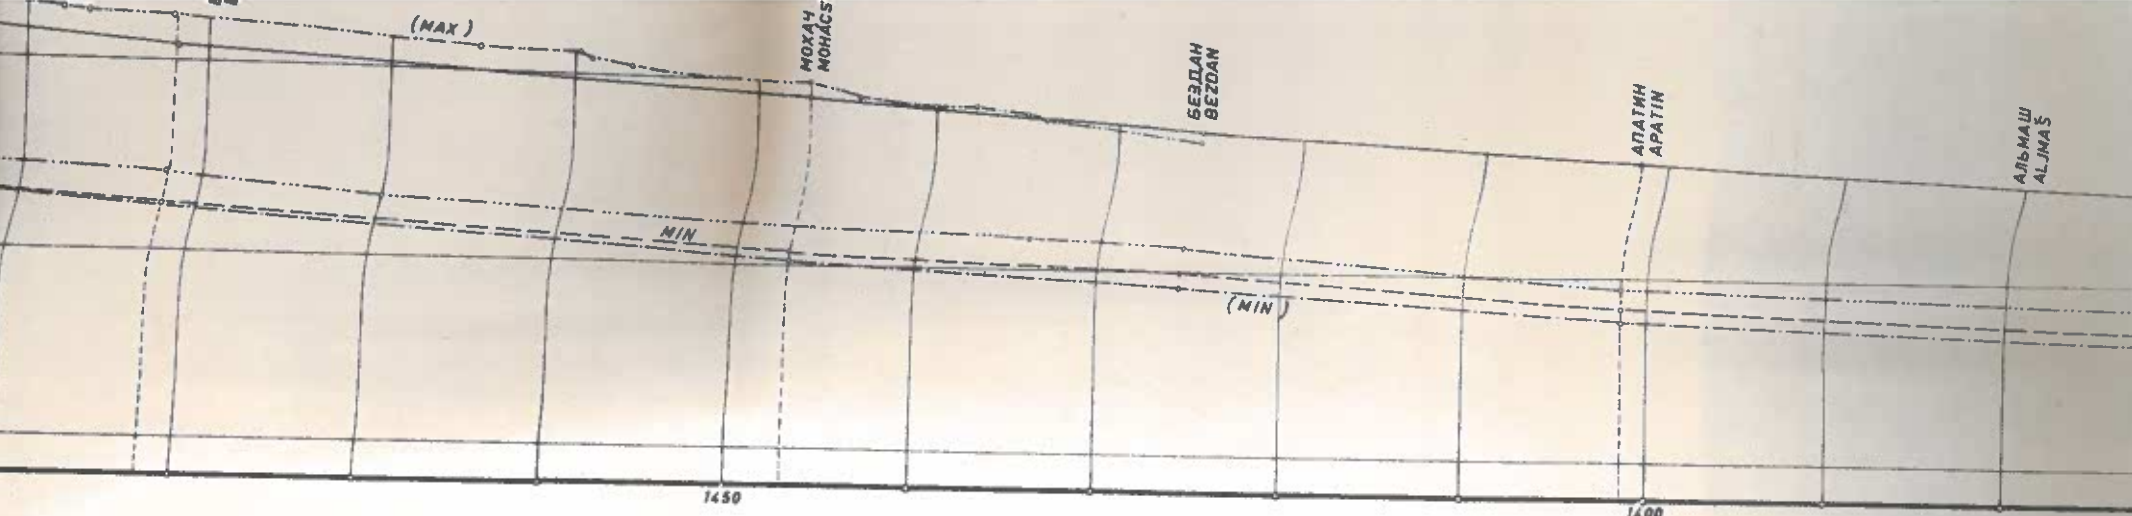 (MAX)
МОХАЧ
MOHÁCS
БЕЗДАН
BEZDAN
АПАТИН
APATIN
АЛЬМАШ
ALJMAŠ
MIN
(MIN)
1450
1400